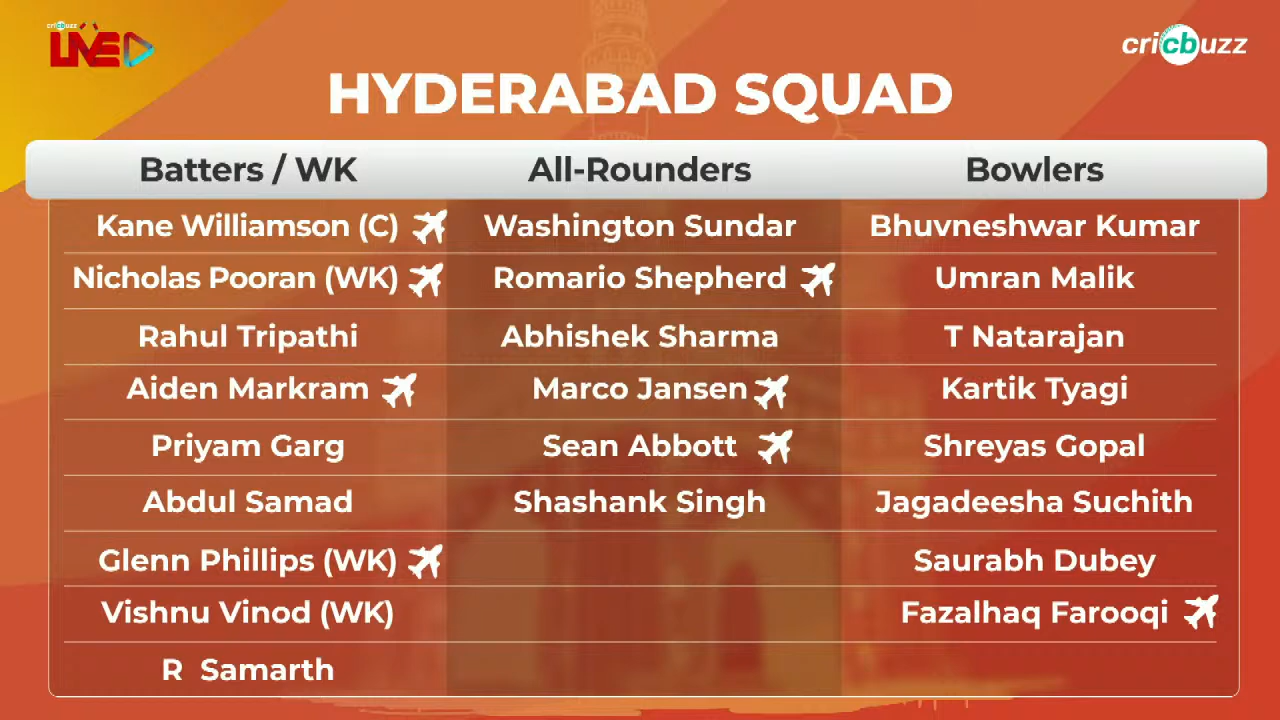 cricbuzz
LIVE
cricbuzz
HYDERABAD SQUAD
Batters / WK All-Rounders Bowlers
Kane Williamson (C) Washington Sundar Bhuvneshwar Kumar
Nicholas Pooran (WK) Romario Shepherd Umran Malik
Rahul Tripathi Abhishek Sharma T Natarajan
Aiden Markram Marco Jansen Kartik Tyagi
Priyam Garg Sean Abbott Shreyas Gopal
Abdul Samad Shashank Singh Jagadeesha Suchith
Glenn Phillips (WK) Saurabh Dubey
Vishnu Vinod (WK) Fazalhaq Farooqi
R Samarth